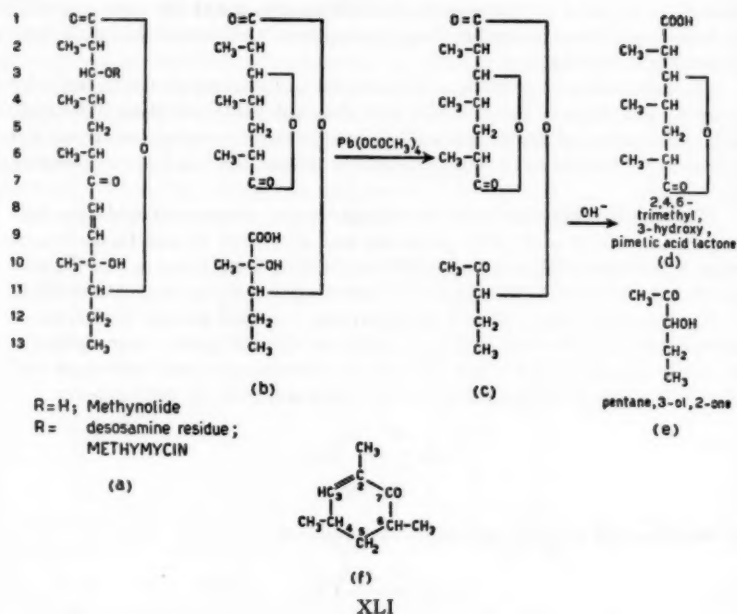 1 O=C
2 CH₃-CH
3 CH-OR
4 CH₃-CH
5 CH₂
CH₃-CH
7 C=O
8 CH
9 CH
10 CH₃-C-OH
11 CH
12 CH₂
13 CH₃
O
R=H; Methynolide
R= desosamine residue;
METHYMYCIN
(a)
O=C
CH₃-CH
CH
CH₃-CH
CH₂ O
CH₃-CH
C=O
O
COOH
CH₃-C-OH
CH
CH₂
CH₃
(b)
Pb(OCOCH₃)₄
O=C
CH₃-CH
CH
CH₃-CH
CH₂ O
CH₃-CH
C=O
O
CH₃-CO
CH
CH₂
CH₃
(c)
OH⁻
COOH
CH₃-CH
CH
CH₃-CH
CH₂ O
CH₃-CH
C=O
2,4,6-
trimethyl,
3-hydroxy,
pimelic acid lactone
(d)
CH₃-CO
CHOH
CH₂
CH₃
pentane,3-ol,2-one
(e)
CH₃
C 2
HC 3 7 CO
CH₃-CH 4 6 CH-CH₃
5
CH₂
(f)
XLI